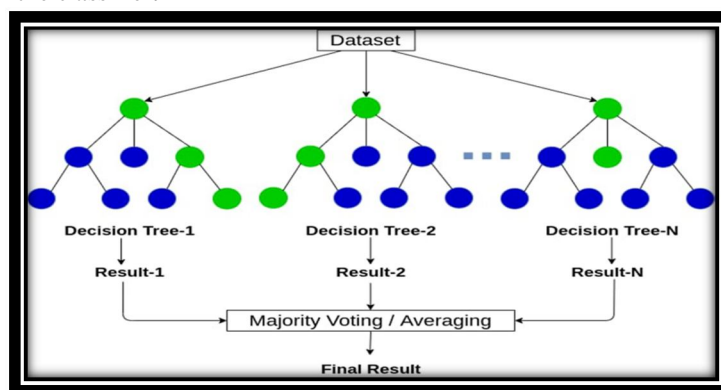 Dataset
Decision Tree-1 Decision Tree-2 Decision Tree-N
Result-1 Result-2 Result-N
Majority Voting / Averaging
Final Result